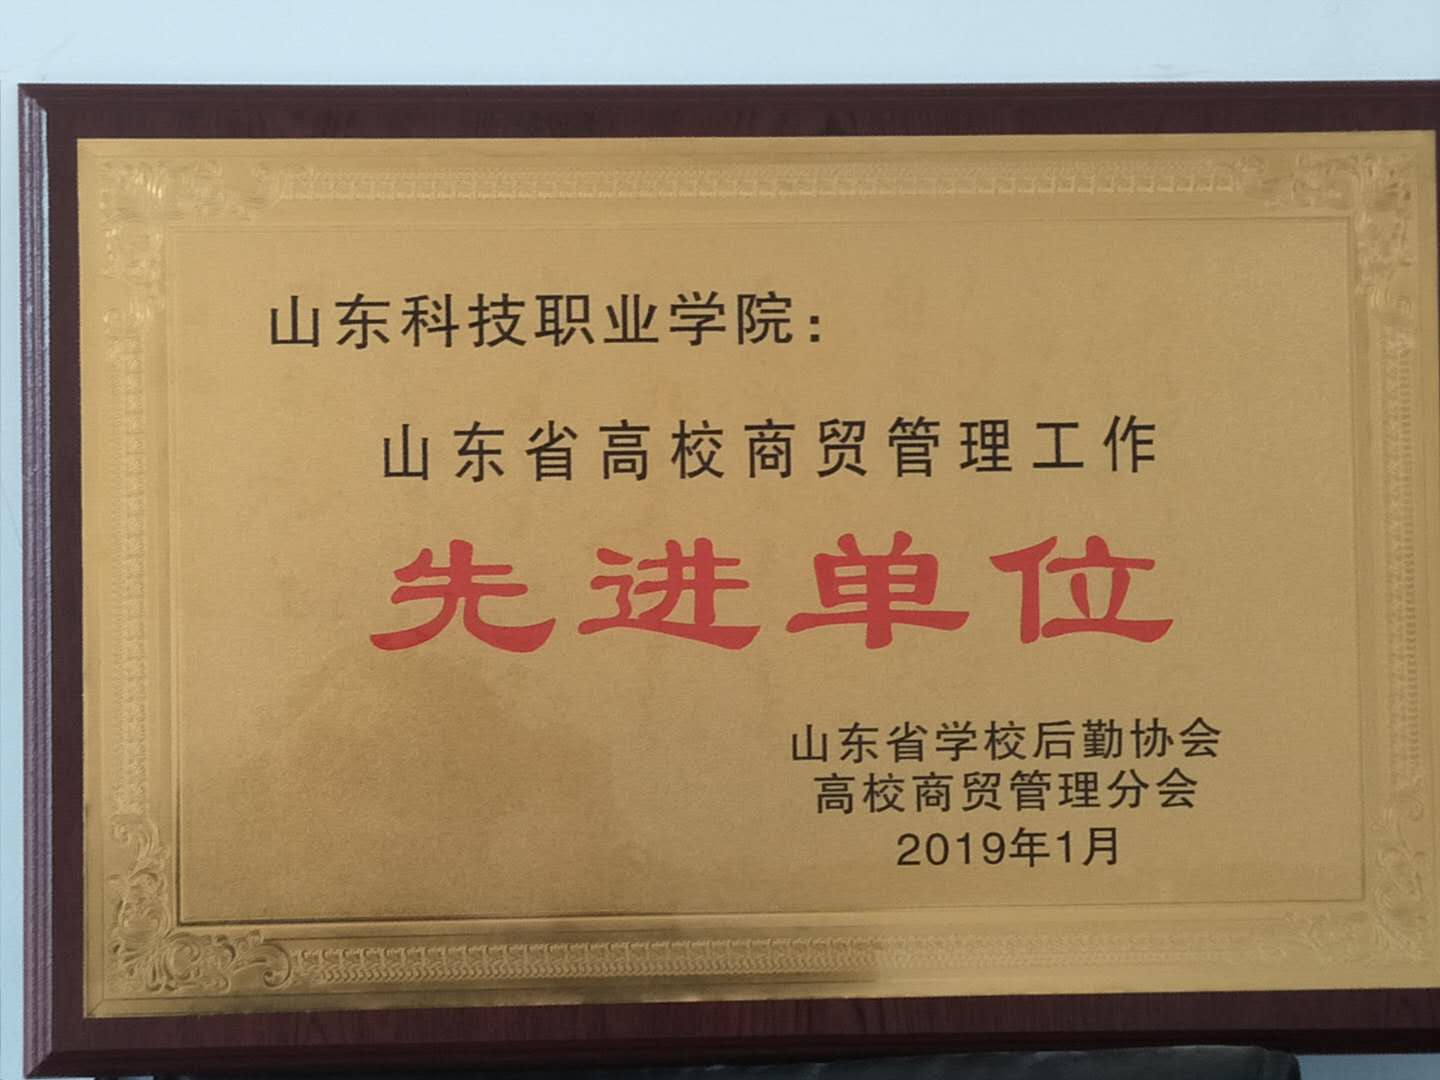 山东科技职业学院：
山东省高校商贸管理工作
先进单位
山东省学校后勤协会
高校商贸管理分会
2019年1月